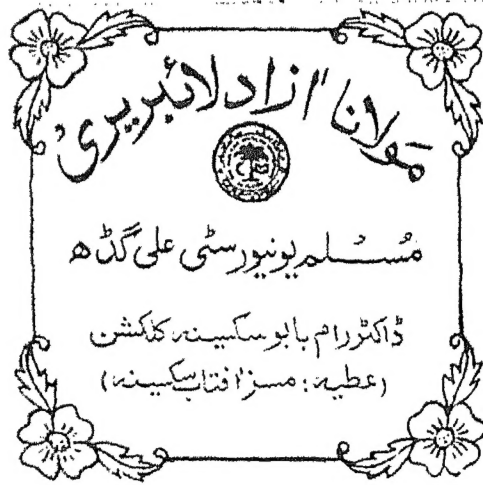 مولانا آزاد لائبریری
مسلم یونیورسٹی علی گڈھ
ڈاکٹر رام بابو سکسینہ کلکشن
(عطیہ: مسز آفتاب سکسینہ)